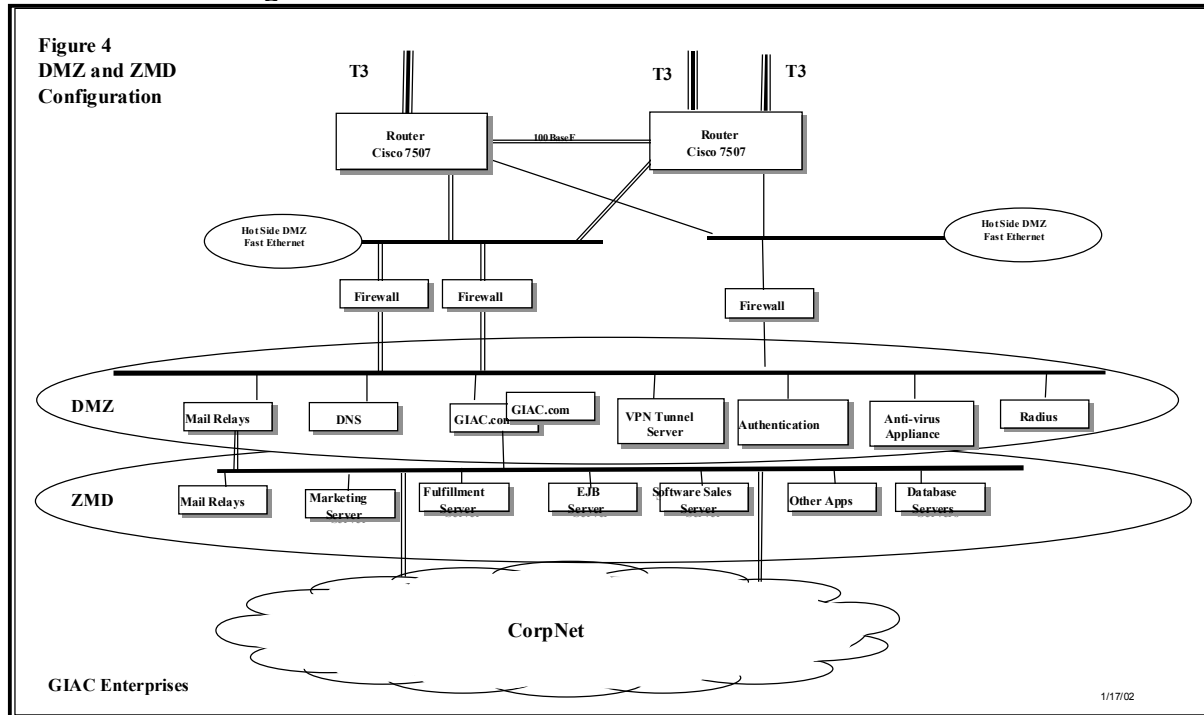 Figure 4
DMZ and ZMD
Configuration
T3
T3
T3
Router
Cisco 7507
100BaseF
Router
Cisco 7507
Hot Side DMZ
Fast Ethernet
Hot Side DMZ
Fast Ethernet
Firewall
Firewall
Firewall
DMZ
Mail Relays
DNS
GIAC.com
GIAC.com
VPN Tunnel
Server
Authentication
Anti-virus
Appliance
Radius
ZMD
Mail Relays
Marketing
Server
Fulfillment
Server
EJB
Server
Software Sales
Server
Other Apps
Database
Servers
CorpNet
GIAC Enterprises
1/17/02